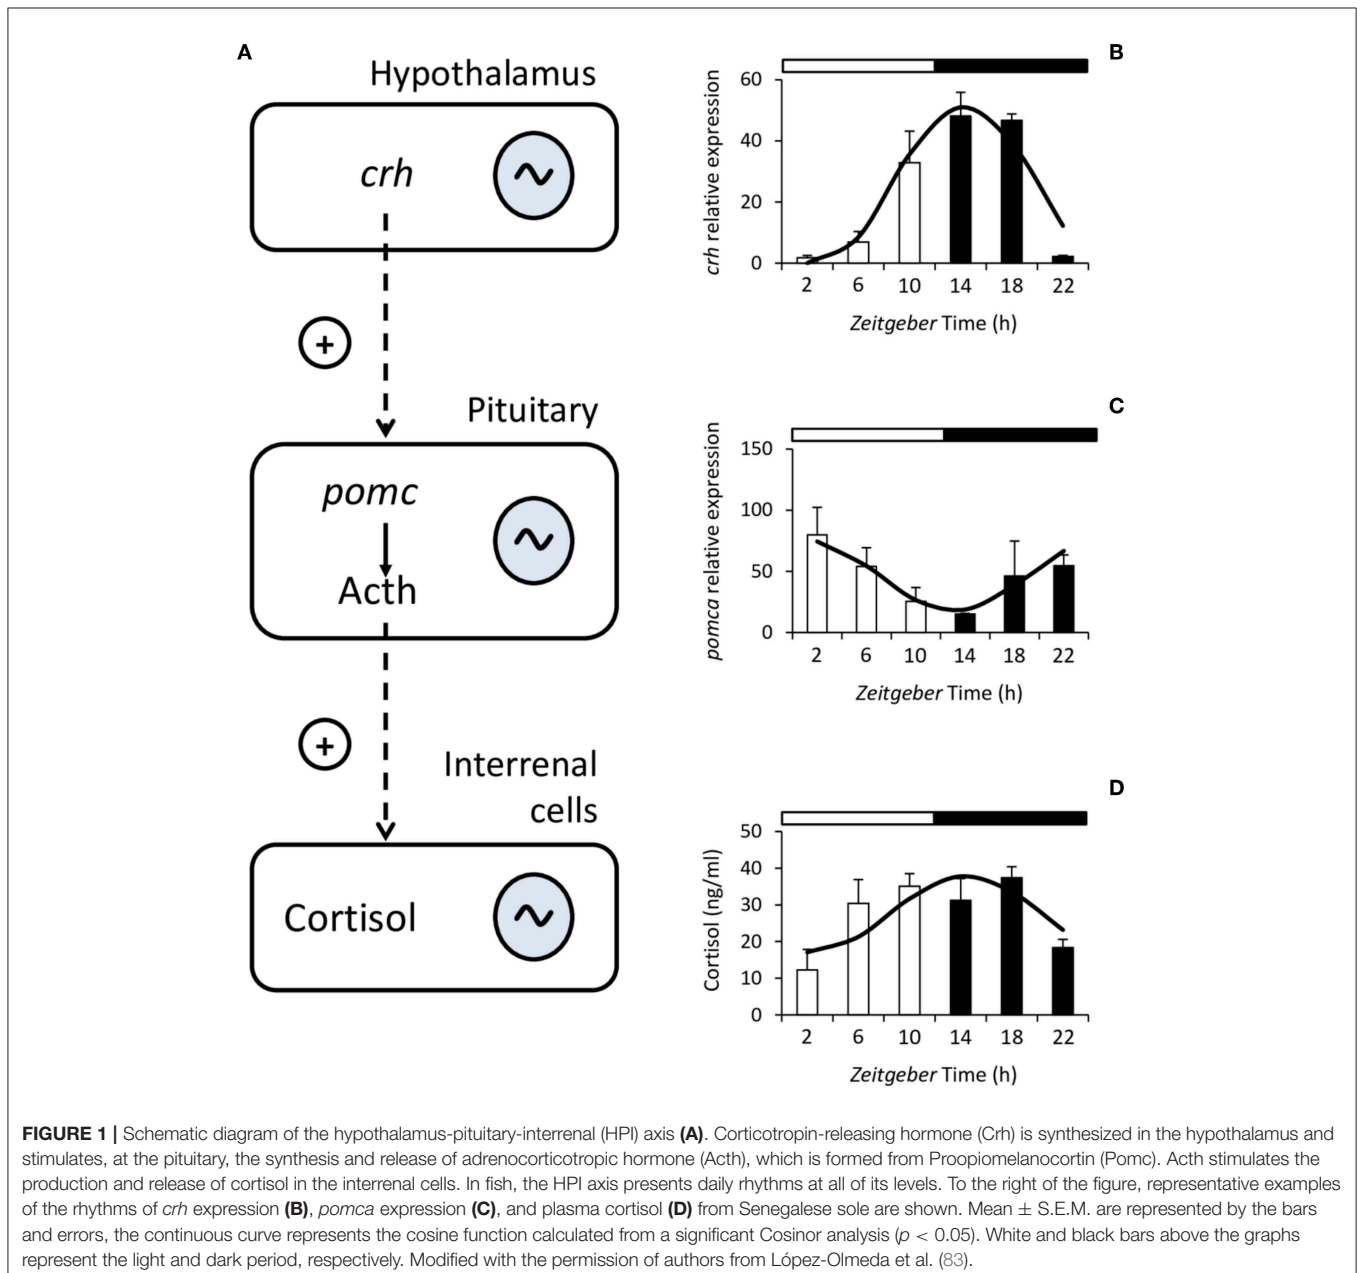 A
Hypothalamus
crh
+
Pituitary
pomc
Acth
+
Interrenal
cells
Cortisol
B
60
40
20
0
crh relative expression
2 6 10 14 18 22
Zeitgeber Time (h)
C
150
100
50
0
pomca relative expression
2 6 10 14 18 22
Zeitgeber Time (h)
D
50
40
30
20
10
0
Cortisol (ng/ml)
2 6 10 14 18 22
Zeitgeber Time (h)
FIGURE 1 | Schematic diagram of the hypothalamus-pituitary-interrenal (HPI) axis (A). Corticotropin-releasing hormone (Crh) is synthesized in the hypothalamus and
stimulates, at the pituitary, the synthesis and release of adrenocorticotropic hormone (Acth), which is formed from Proopiomelanocortin (Pomc). Acth stimulates the
production and release of cortisol in the interrenal cells. In fish, the HPI axis presents daily rhythms at all of its levels. To the right of the figure, representative examples
of the rhythms of crh expression (B), pomca expression (C), and plasma cortisol (D) from Senegalese sole are shown. Mean ± S.E.M. are represented by the bars
and errors, the continuous curve represents the cosine function calculated from a significant Cosinor analysis (p < 0.05). White and black bars above the graphs
represent the light and dark period, respectively. Modified with the permission of authors from López-Olmeda et al. (83).